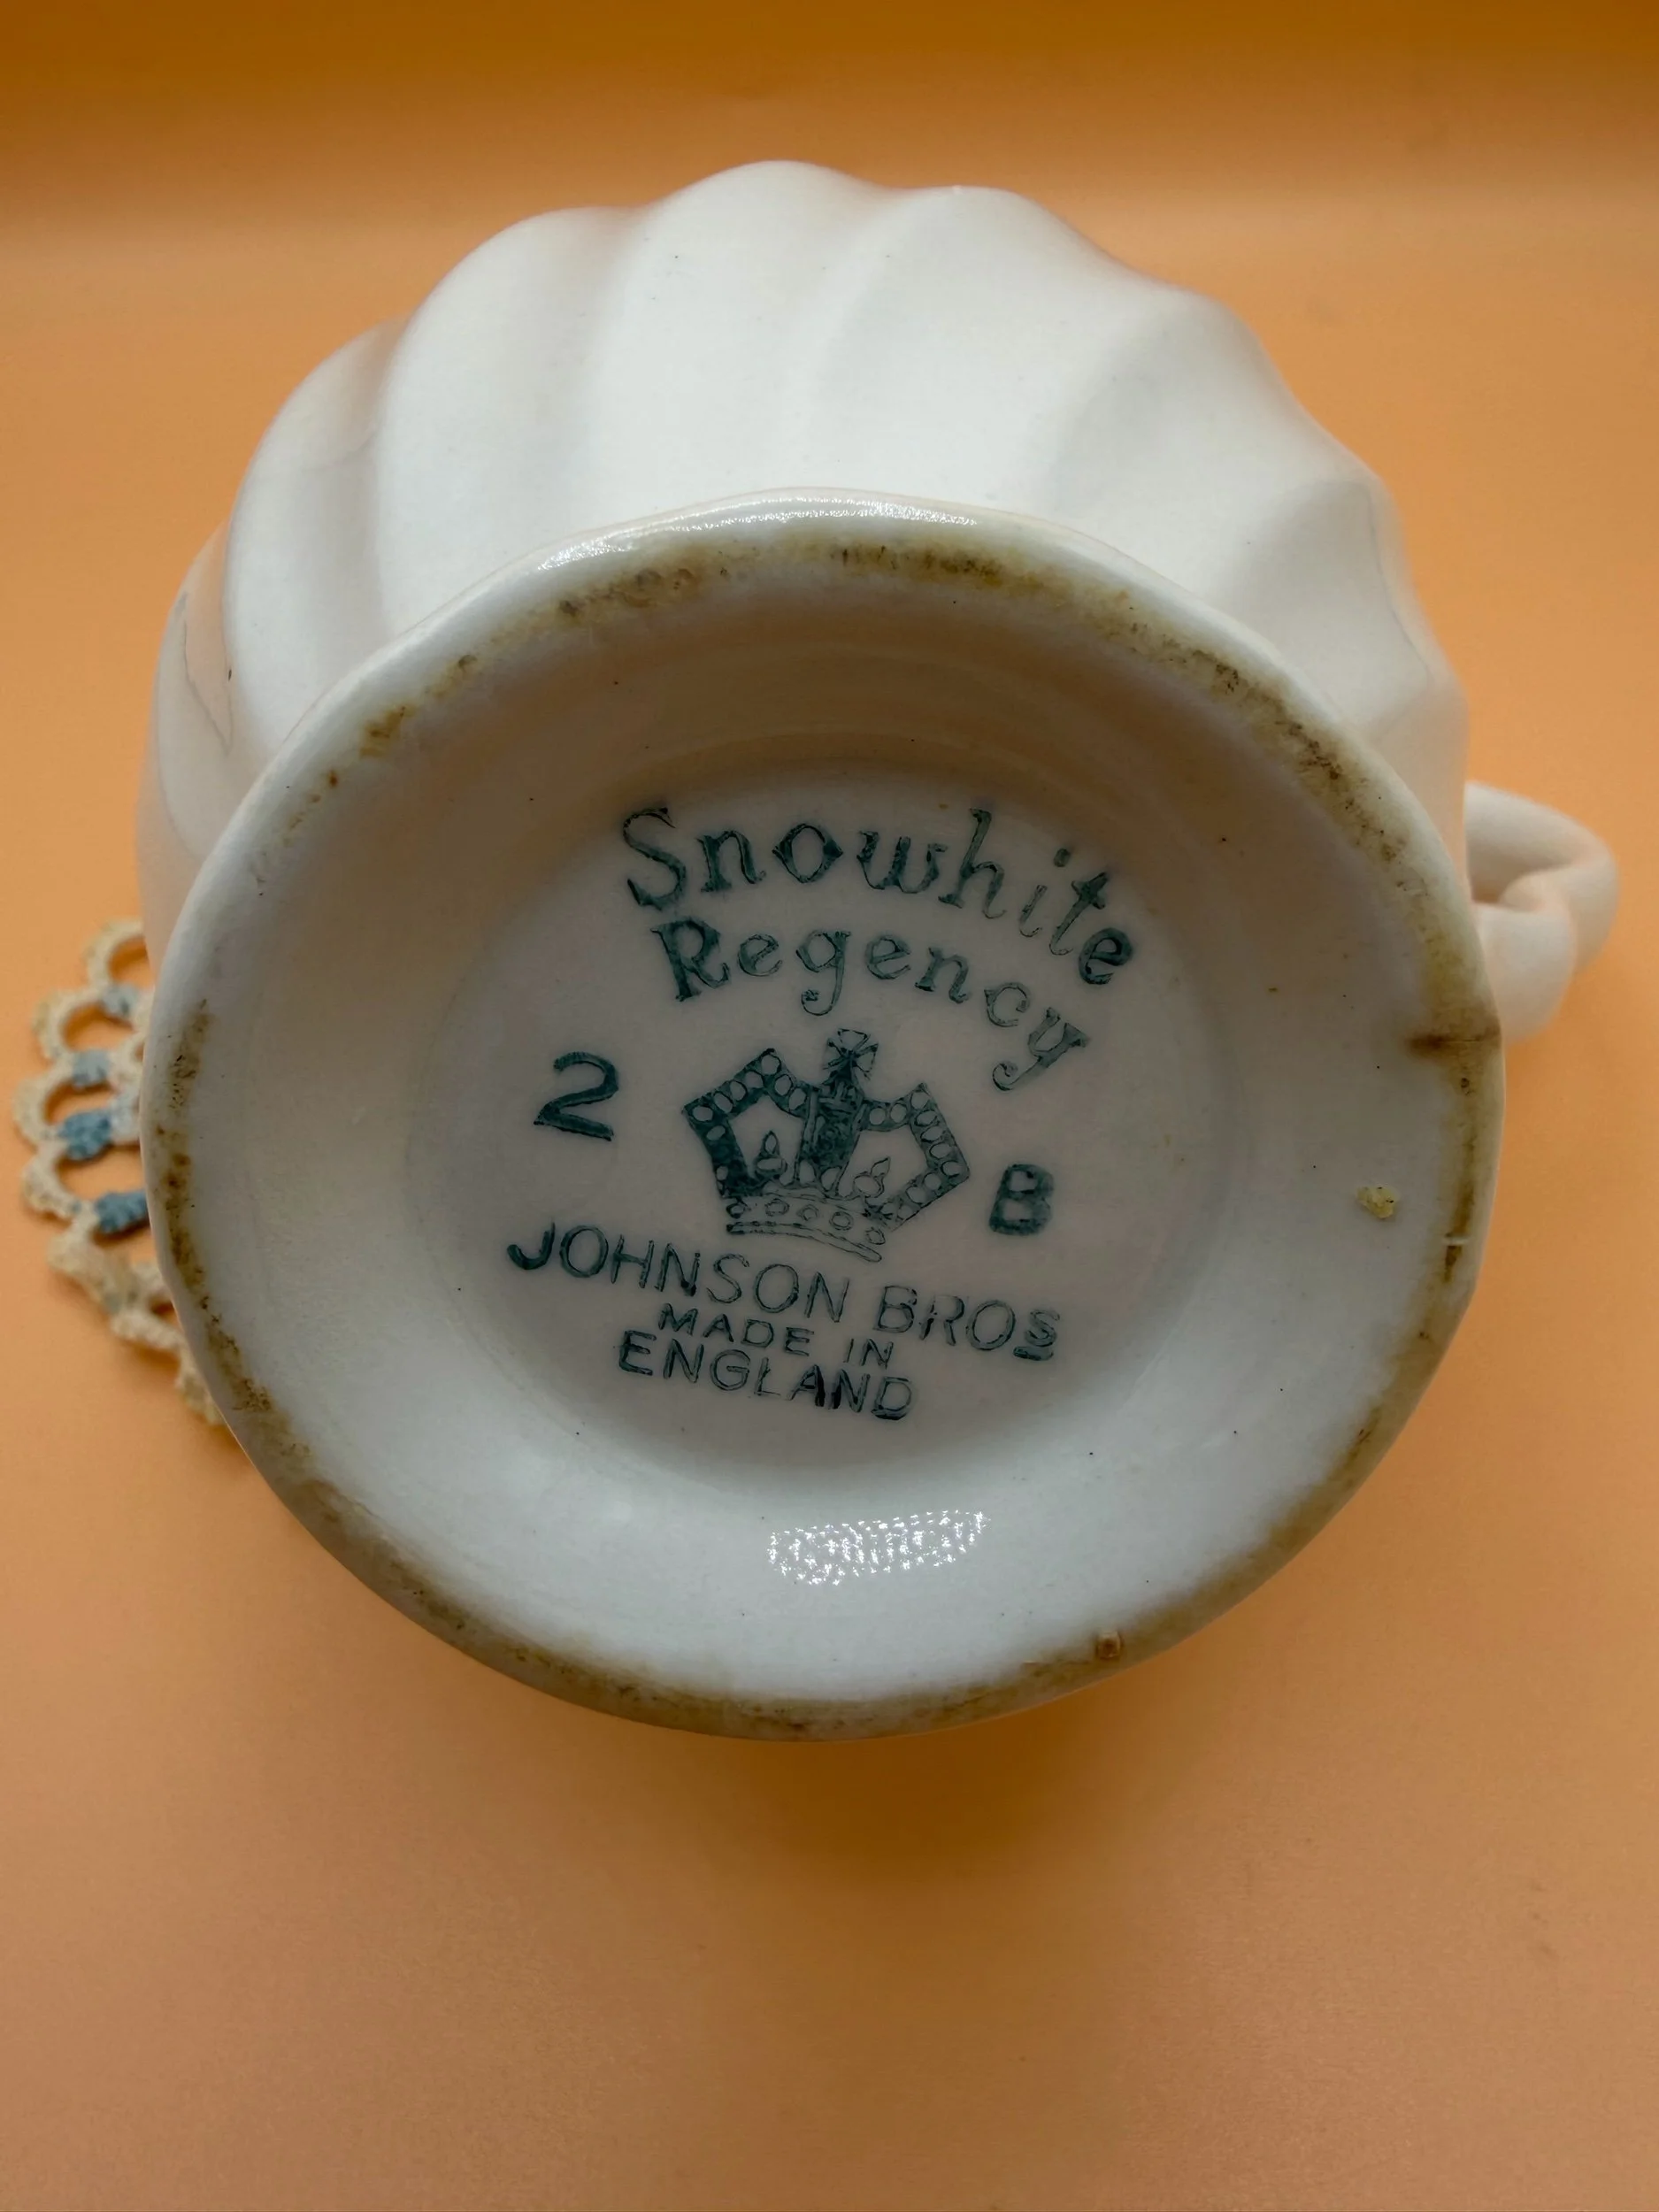 Snowhite
Regency
2 B
JOHNSON BROS
MADE IN
ENGLAND